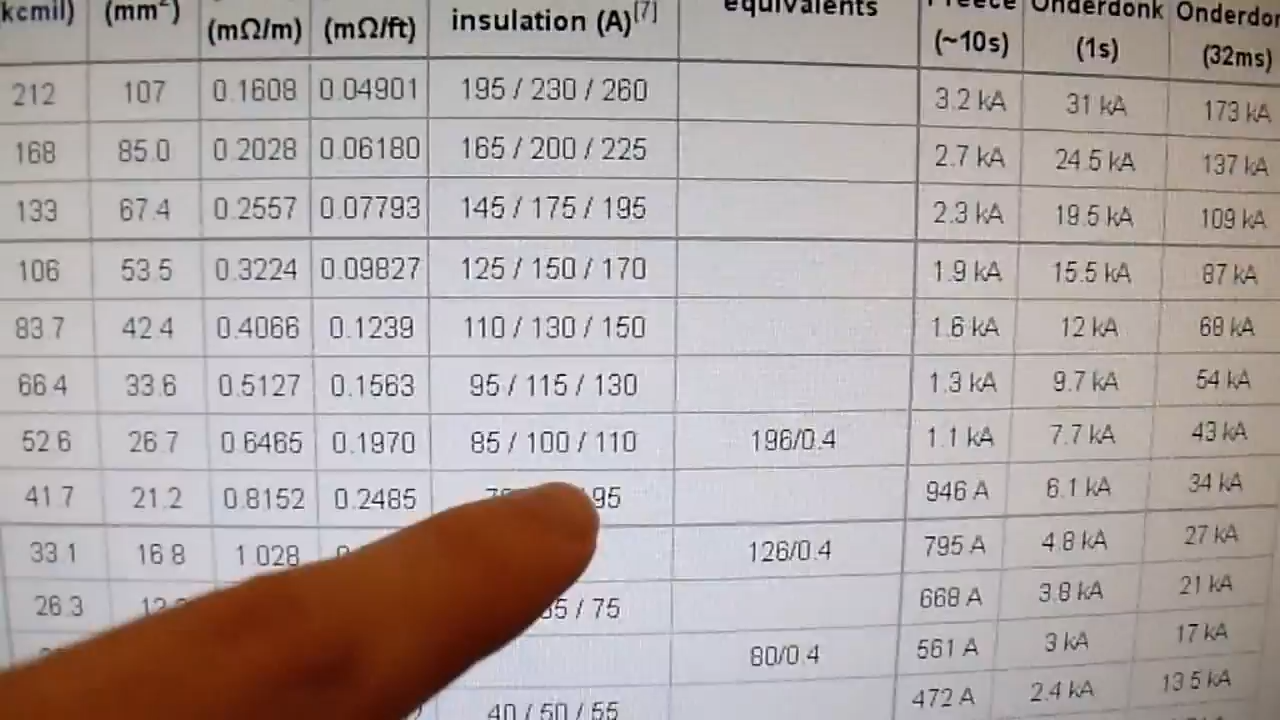 kcmil) (mm²) (mΩ/m) (mΩ/ft) insulation (A)[7] equivalents Preece (~10s) Onderdonk (1s) Onderdon (32ms)
212 107 0.1608 0.04901 195 / 230 / 260 3.2 kA 31 kA 173 kA
168 85.0 0.2028 0.06180 165 / 200 / 225 2.7 kA 24.5 kA 137 kA
133 67.4 0.2557 0.07793 145 / 175 / 195 2.3 kA 19.5 kA 109 kA
106 53.5 0.3224 0.09827 125 / 150 / 170 1.9 kA 15.5 kA 87 kA
83.7 42.4 0.4066 0.1239 110 / 130 / 150 1.6 kA 12 kA 68 kA
66.4 33.6 0.5127 0.1563 95 / 115 / 130 1.3 kA 9.7 kA 54 kA
52.6 26.7 0.6465 0.1970 85 / 100 / 110 196/0.4 1.1 kA 7.7 kA 43 kA
41.7 21.2 0.8152 0.2485 95 946 A 6.1 kA 34 kA
33.1 16.8 1.028 126/0.4 795 A 4.8 kA 27 kA
26.3 / 75 668 A 3.8 kA 21 kA
80/0.4 561 A 3 kA 17 kA
40 / 50 / 55 472 A 2.4 kA 13.5 kA